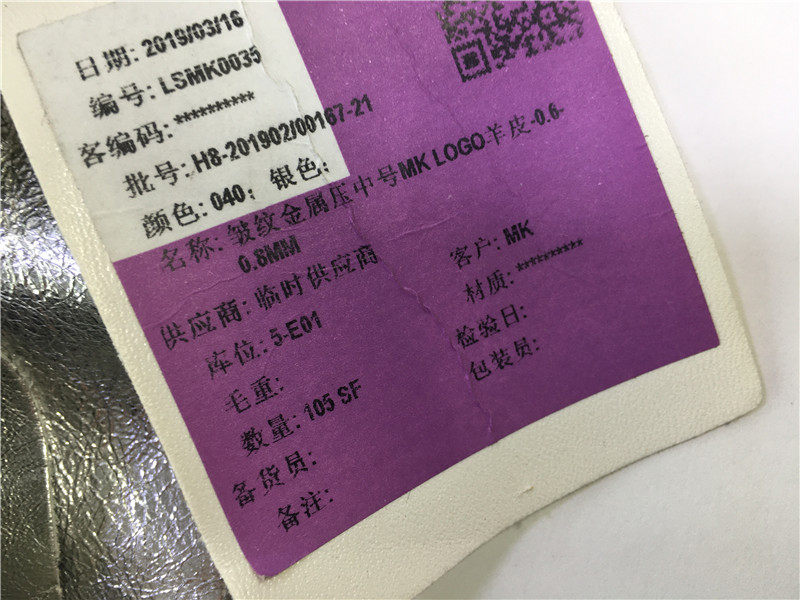 日期: 2019/03/16
编号: LSMK0035
客编码: **********
批号: H8-201902/00167-21
颜色: 040; 银色;
名称: 皱纹金属压中号MK LOGO羊皮-0.6-
0.8MM
供应商: 临时供应商
客户: MK
库位: 5-E01
材质: **********
毛重:
检验日:
数量: 105 SF
包装员:
备货员:
备注: